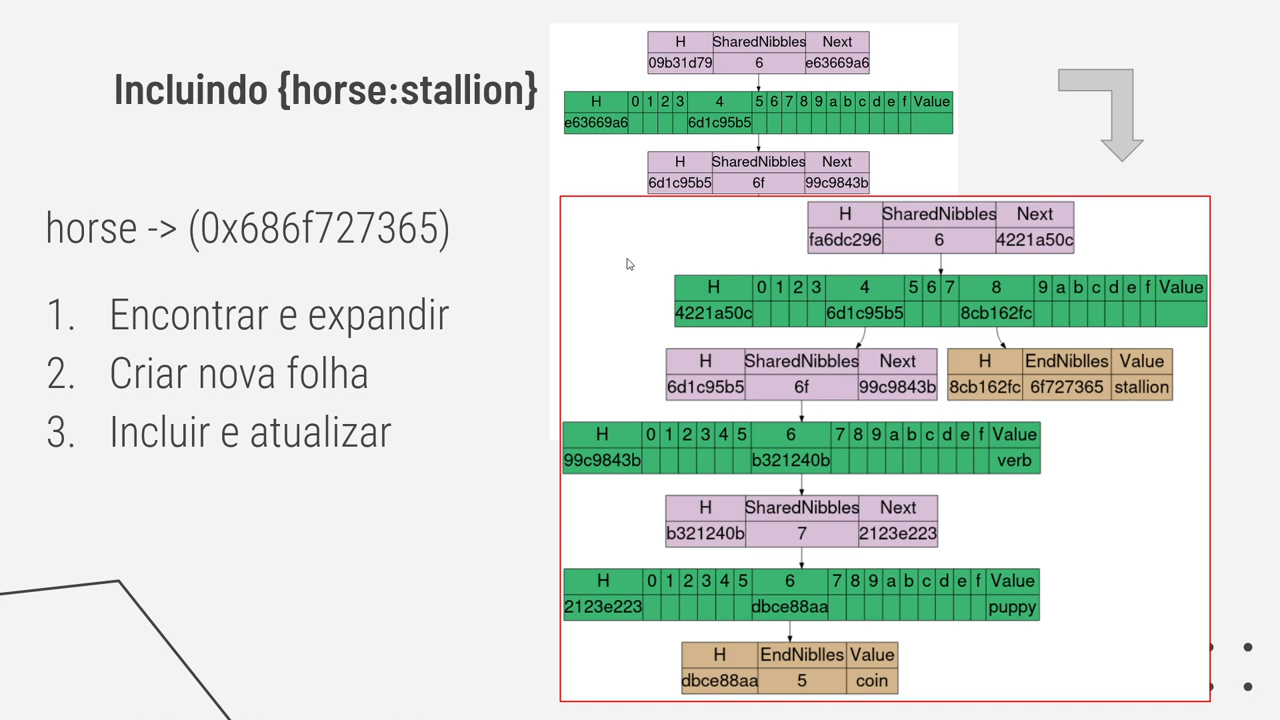 Incluindo {horse:stallion}
horse -> (0x686f727365)
1. Encontrar e expandir
2. Criar nova folha
3. Incluir e atualizar
H SharedNibbles Next
09b31d79 6 e63669a6
H 0 1 2 3 4 5 6 7 8 9 a b c d e f Value
e63669a6 6d1c95b5
H SharedNibbles Next
6d1c95b5 6f 99c9843b
H SharedNibbles Next
fa6dc296 6 4221a50c
H 0 1 2 3 4 5 6 7 8 9 a b c d e f Value
4221a50c 6d1c95b5 8cb162fc
H SharedNibbles Next
6d1c95b5 6f 99c9843b
H EndNiblles Value
8cb162fc 6f727365 stallion
H 0 1 2 3 4 5 6 7 8 9 a b c d e f Value
99c9843b b321240b verb
H SharedNibbles Next
b321240b 7 2123e223
H 0 1 2 3 4 5 6 7 8 9 a b c d e f Value
2123e223 dbce88aa puppy
H EndNiblles Value
dbce88aa 5 coin